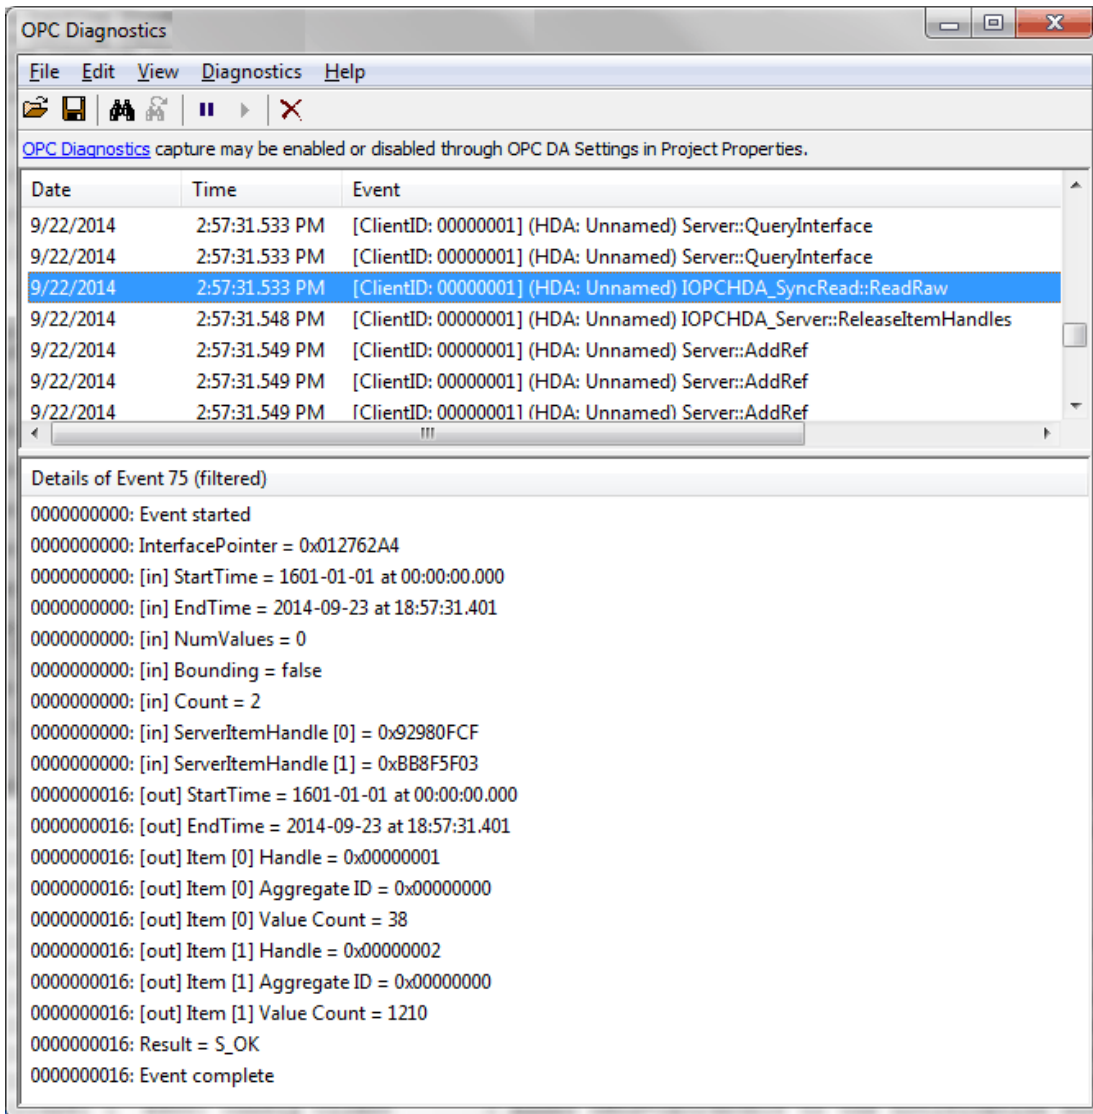 OPC Diagnostics
File Edit View Diagnostics Help
OPC Diagnostics capture may be enabled or disabled through OPC DA Settings in Project Properties.
Date Time Event
9/22/2014 2:57:31.533 PM [ClientID: 00000001] (HDA: Unnamed) Server::QueryInterface
9/22/2014 2:57:31.533 PM [ClientID: 00000001] (HDA: Unnamed) Server::QueryInterface
9/22/2014 2:57:31.533 PM [ClientID: 00000001] (HDA: Unnamed) IOPCHDA_SyncRead::ReadRaw
9/22/2014 2:57:31.548 PM [ClientID: 00000001] (HDA: Unnamed) IOPCHDA_Server::ReleaseItemHandles
9/22/2014 2:57:31.549 PM [ClientID: 00000001] (HDA: Unnamed) Server::AddRef
9/22/2014 2:57:31.549 PM [ClientID: 00000001] (HDA: Unnamed) Server::AddRef
9/22/2014 2:57:31.549 PM [ClientID: 00000001] (HDA: Unnamed) Server::AddRef
Details of Event 75 (filtered)
0000000000: Event started
0000000000: InterfacePointer = 0x012762A4
0000000000: [in] StartTime = 1601-01-01 at 00:00:00.000
0000000000: [in] EndTime = 2014-09-23 at 18:57:31.401
0000000000: [in] NumValues = 0
0000000000: [in] Bounding = false
0000000000: [in] Count = 2
0000000000: [in] ServerItemHandle [0] = 0x92980FCF
0000000000: [in] ServerItemHandle [1] = 0xBB8F5F03
0000000016: [out] StartTime = 1601-01-01 at 00:00:00.000
0000000016: [out] EndTime = 2014-09-23 at 18:57:31.401
0000000016: [out] Item [0] Handle = 0x00000001
0000000016: [out] Item [0] Aggregate ID = 0x00000000
0000000016: [out] Item [0] Value Count = 38
0000000016: [out] Item [1] Handle = 0x00000002
0000000016: [out] Item [1] Aggregate ID = 0x00000000
0000000016: [out] Item [1] Value Count = 1210
0000000016: Result = S_OK
0000000016: Event complete